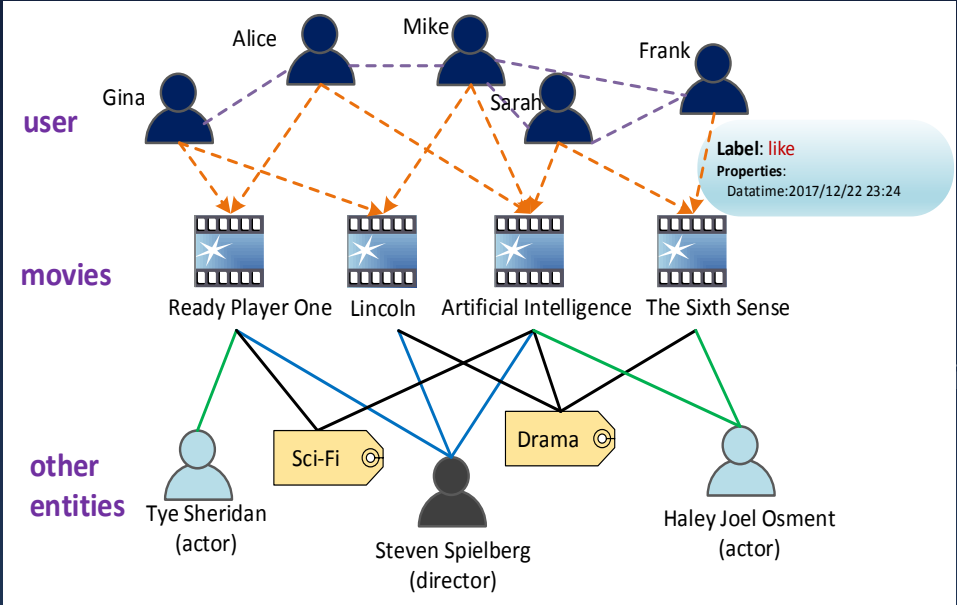 Alice
Mike
Frank
Gina
Sarah
user
Label: like
Properties:
Datatime:2017/12/22 23:24
movies
Ready Player One
Lincoln
Artificial Intelligence
The Sixth Sense
Sci-Fi
Drama
other
entities
Tye Sheridan
(actor)
Steven Spielberg
(director)
Haley Joel Osment
(actor)